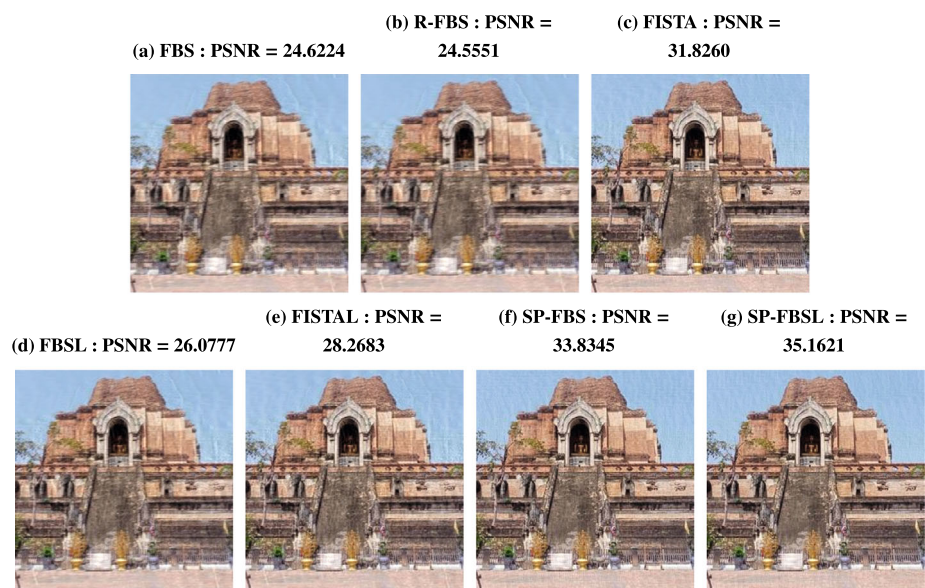 (a) FBS : PSNR = 24.6224
(b) R-FBS : PSNR =
24.5551
(c) FISTA : PSNR =
31.8260
(d) FBSL : PSNR = 26.0777
(e) FISTAL : PSNR =
28.2683
(f) SP-FBS : PSNR =
33.8345
(g) SP-FBSL : PSNR =
35.1621